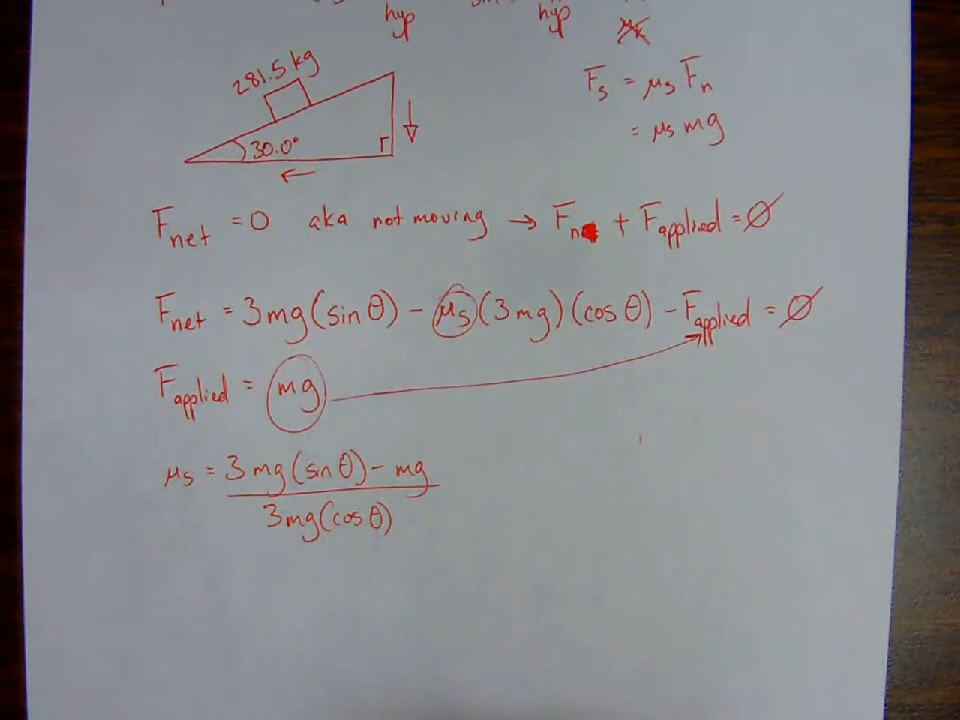 hyp hyp
281.5 kg
Fs = μs Fn
= μs mg
30.0°
Fnet = 0 aka not moving → Fn + Fapplied = ∅
Fnet = 3mg(sin θ) - μs(3mg)(cos θ) - Fapplied = ∅
Fapplied = mg
μs = 3mg(sin θ) - mg
3mg(cos θ)